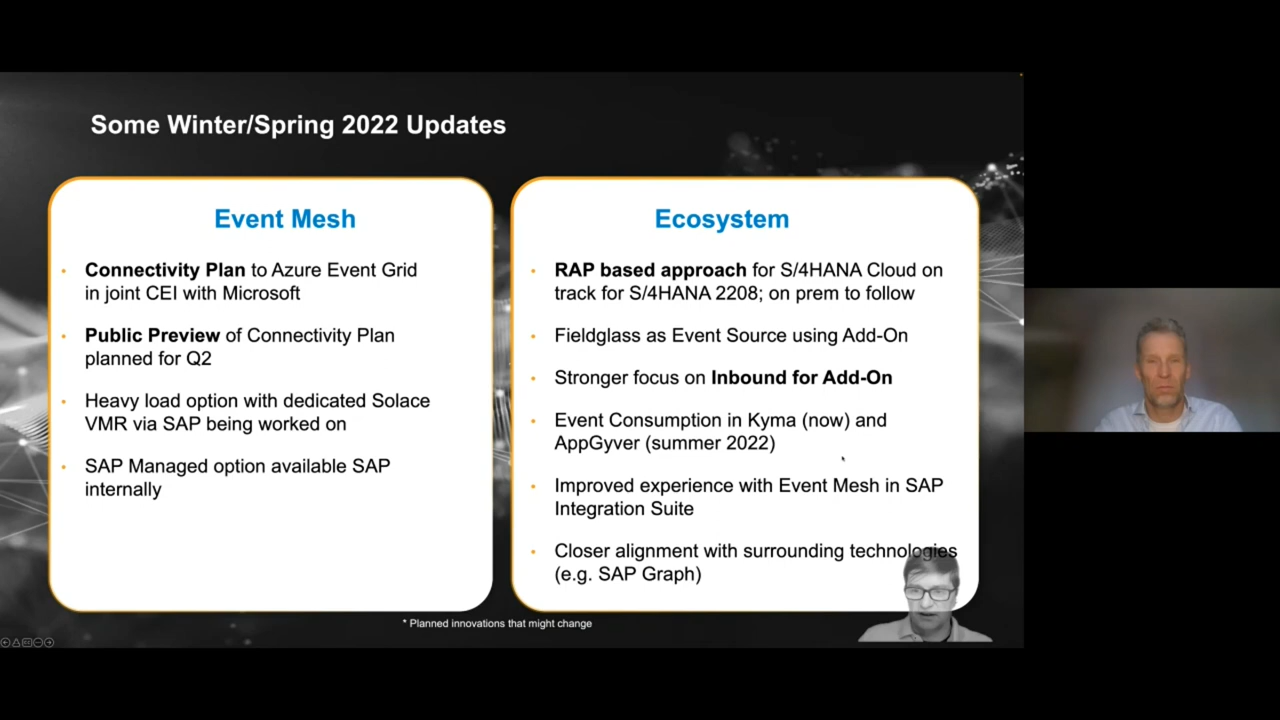 Some Winter/Spring 2022 Updates
Event Mesh
• Connectivity Plan to Azure Event Grid
in joint CEI with Microsoft
• Public Preview of Connectivity Plan
planned for Q2
• Heavy load option with dedicated Solace
VMR via SAP being worked on
• SAP Managed option available SAP
internally
Ecosystem
• RAP based approach for S/4HANA Cloud on
track for S/4HANA 2208; on prem to follow
• Fieldglass as Event Source using Add-On
• Stronger focus on Inbound for Add-On
• Event Consumption in Kyma (now) and
AppGyver (summer 2022)
• Improved experience with Event Mesh in SAP
Integration Suite
• Closer alignment with surrounding technologies
(e.g. SAP Graph)
* Planned innovations that might change